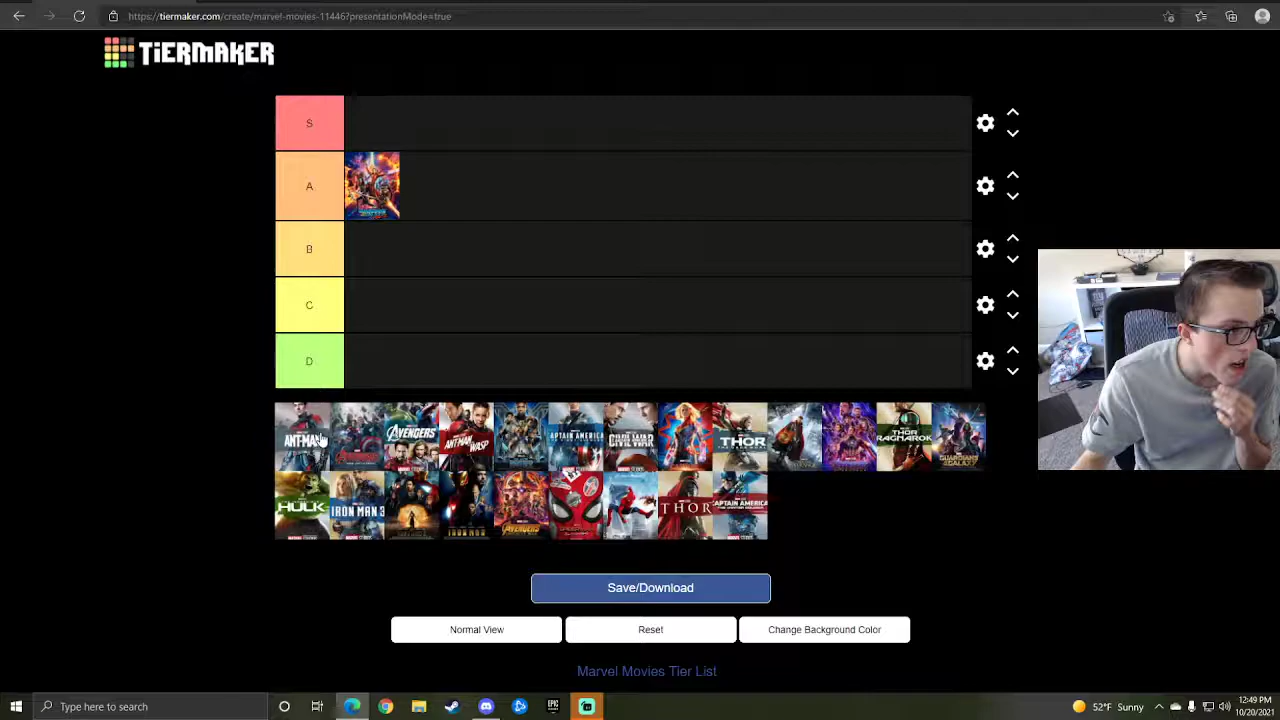 https://tiermaker.com/create/marvel-movies-11446?presentationMode=true
TiERMAKER
S
A
B
C
D
ANT-MAN
AVENGERS
ANT-MAN
WASP
CAPTAIN AMERICA
CIVIL WAR
THOR
THOR
RAGNAROK
GUARDIANS
GALAXY
HULK
IRON MAN 3
IRON MAN
AVENGERS
THOR
CAPTAIN AMERICA
Save/Download
Normal View
Reset
Change Background Color
Marvel Movies Tier List
Type here to search
EPIC
52°F Sunny
12:49 PM
10/20/2021